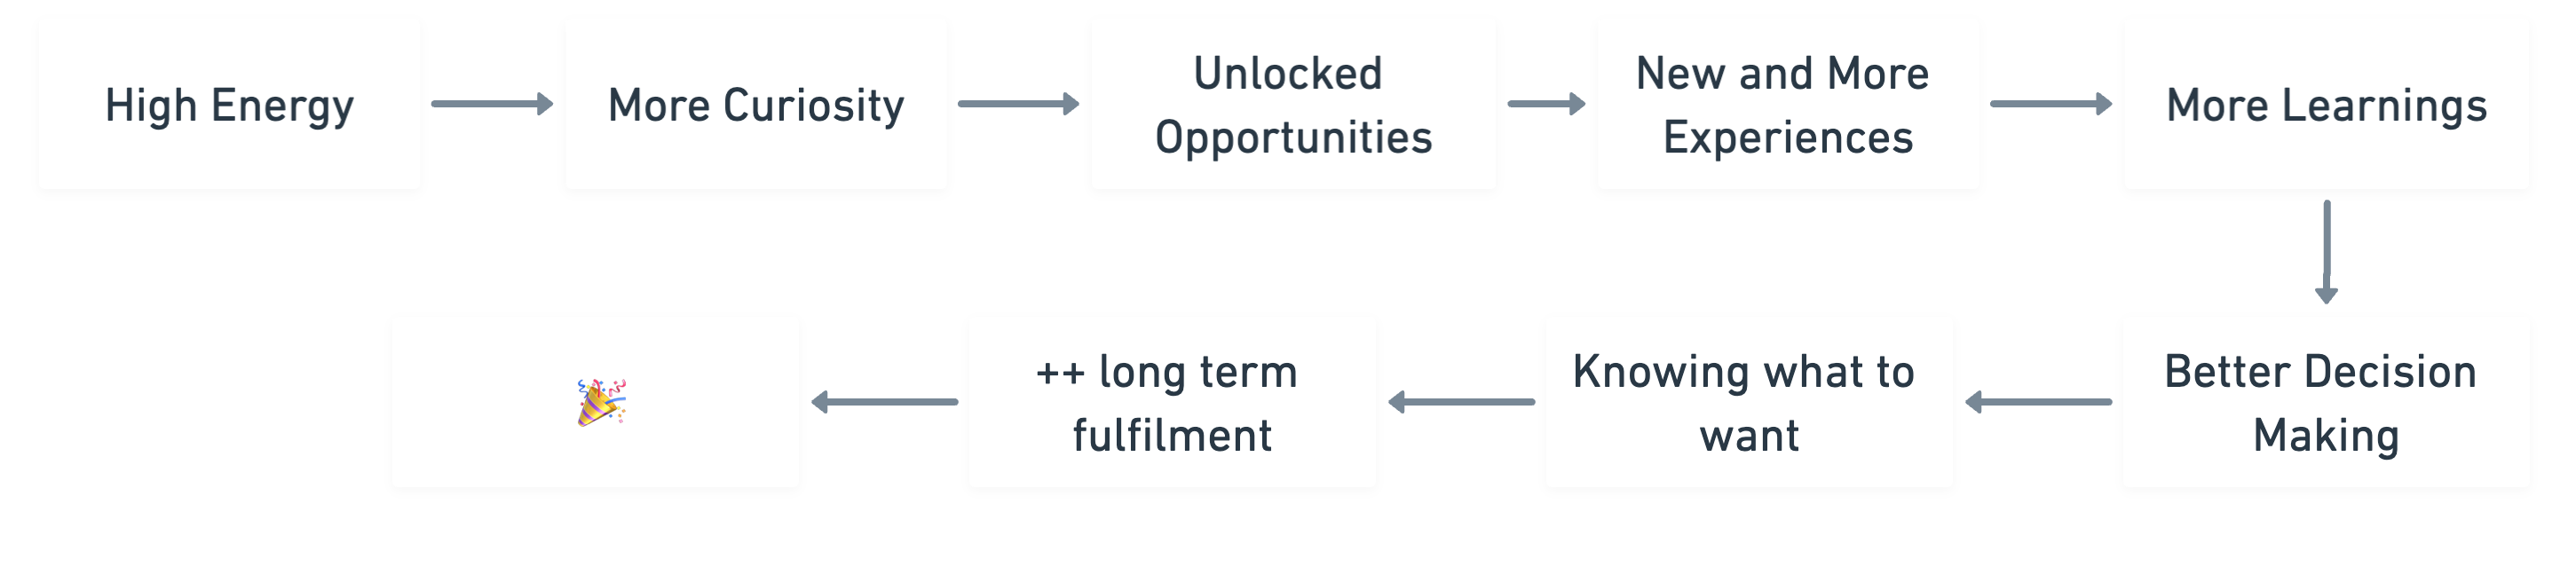 High Energy
More Curiosity
Unlocked
Opportunities
New and More
Experiences
More Learnings
Better Decision
Making
Knowing what to
want
++ long term
fulfilment
🎉